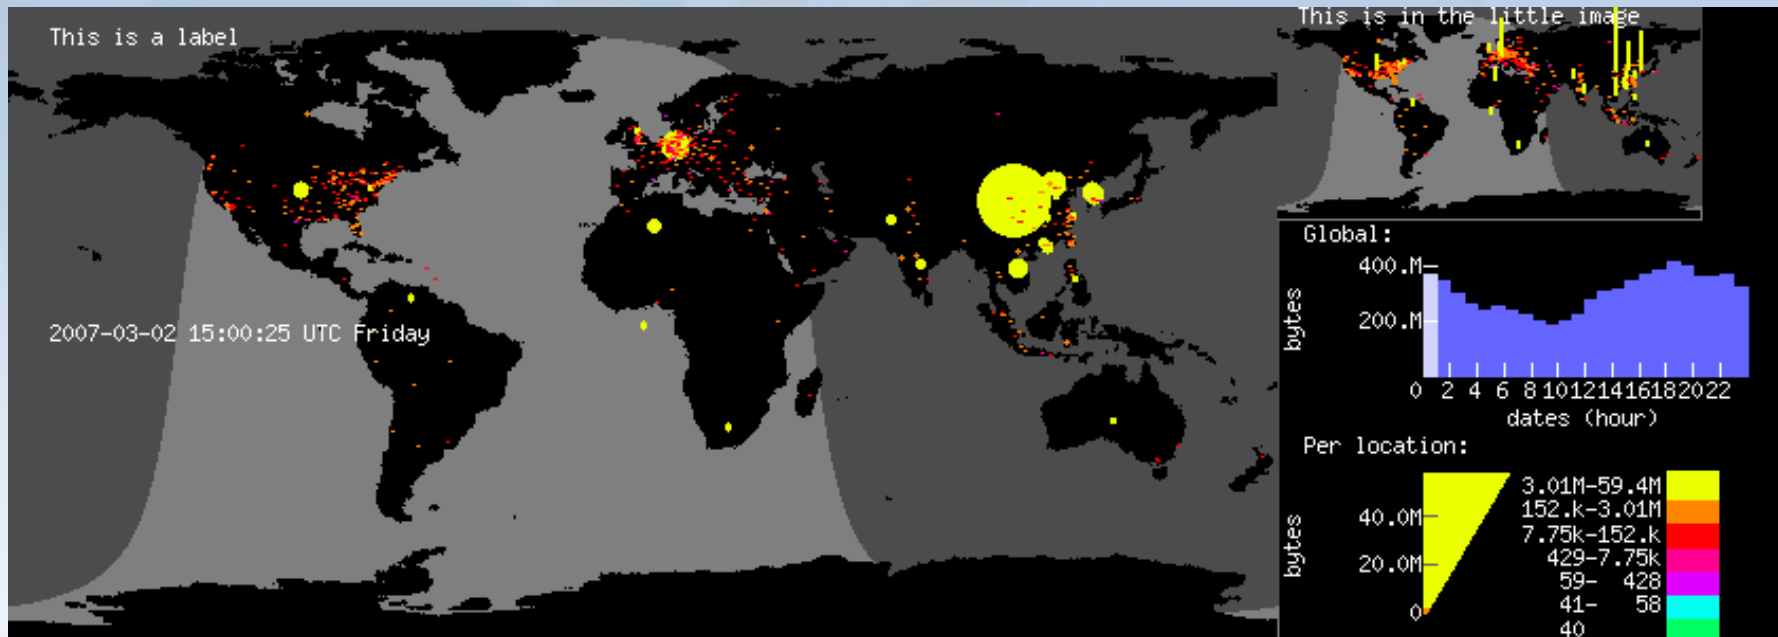 This is a label
2007-03-02 15:00:25 UTC Friday
This is in the little image
Global:
400.M
200.M
bytes
0 2 4 6 8 10 12 14 16 18 20 22
dates (hour)
Per location:
40.0M
20.0M
0
bytes
3.01M-59.4M
152.k-3.01M
7.75k-152.k
429-7.75k
59- 428
41- 58
40